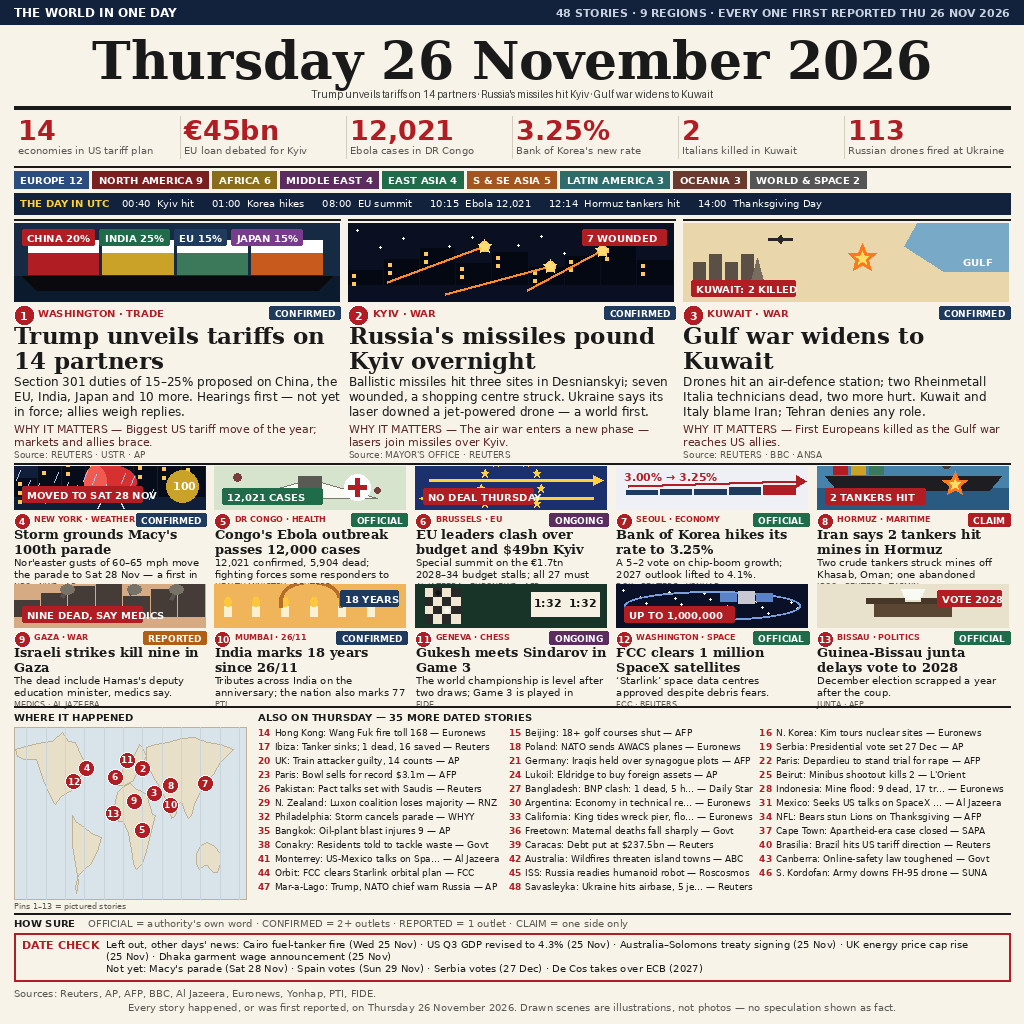 THE WORLD IN ONE DAY
48 STORIES · 9 REGIONS · EVERY ONE FIRST REPORTED THU 26 NOV 2026
Thursday 26 November 2026
Trump unveils tariffs on 14 partners · Russia's missiles hit Kyiv · Gulf war widens to Kuwait
14
economies in US tariff plan
€45bn
EU loan debated for Kyiv
12,021
Ebola cases in DR Congo
3.25%
Bank of Korea's new rate
2
Italians killed in Kuwait
113
Russian drones fired at Ukraine
EUROPE 12
NORTH AMERICA 9
AFRICA 6
MIDDLE EAST 4
EAST ASIA 4
S & SE ASIA 5
LATIN AMERICA 3
OCEANIA 3
WORLD & SPACE 2
THE DAY IN UTC 00:40 Kyiv hit 01:00 Korea hikes 08:00 EU summit 10:15 Ebola 12,021 12:14 Hormuz tankers hit 14:00 Thanksgiving Day
CHINA 20% INDIA 25% EU 15% JAPAN 15%
1 WASHINGTON · TRADE CONFIRMED
Trump unveils tariffs on
14 partners
Section 301 duties of 15–25% proposed on China, the
EU, India, Japan and 10 more. Hearings first — not yet
in force; allies weigh replies.
WHY IT MATTERS — Biggest US tariff move of the year;
markets and allies brace.
Source: REUTERS · USTR · AP
7 WOUNDED
2 KYIV · WAR CONFIRMED
Russia's missiles pound
Kyiv overnight
Ballistic missiles hit three sites in Desnianskyi; seven
wounded, a shopping centre struck. Ukraine says its
laser downed a jet-powered drone — a world first.
WHY IT MATTERS — The air war enters a new phase —
lasers join missiles over Kyiv.
Source: MAYOR'S OFFICE · REUTERS
GULF
KUWAIT: 2 KILLED
3 KUWAIT · WAR CONFIRMED
Gulf war widens to
Kuwait
Drones hit an air-defence station; two Rheinmetall
Italia technicians dead, two more hurt. Kuwait and
Italy blame Iran; Tehran denies any role.
WHY IT MATTERS — First Europeans killed as the Gulf war
reaches US allies.
Source: REUTERS · BBC · ANSA
MOVED TO SAT 28 NOV
100
4 NEW YORK · WEATHER CONFIRMED
Storm grounds Macy's
100th parade
Nor'easter gusts of 60–65 mph move
the parade to Sat 28 Nov — a first in
12,021 CASES
5 DR CONGO · HEALTH OFFICIAL
Congo's Ebola outbreak
passes 12,000 cases
12,021 confirmed, 5,904 dead;
fighting forces some responders to
NO DEAL THURSDAY
6 BRUSSELS · EU ONGOING
EU leaders clash over
budget and $49bn Kyiv
Special summit on the €1.7tn
2028–34 budget stalls; all 27 must
3.00% → 3.25%
7 SEOUL · ECONOMY OFFICIAL
Bank of Korea hikes its
rate to 3.25%
A 5–2 vote on chip-boom growth;
2027 outlook lifted to 4.1%.
2 TANKERS HIT
8 HORMUZ · MARITIME CLAIM
Iran says 2 tankers hit
mines in Hormuz
Two crude tankers struck mines off
Khasab, Oman; one abandoned
NINE DEAD, SAY MEDICS
9 GAZA · WAR REPORTED
Israeli strikes kill nine in
Gaza
The dead include Hamas's deputy
education minister, medics say.
MEDICS · AL JAZEERA
18 YEARS
10 MUMBAI · 26/11 CONFIRMED
India marks 18 years
since 26/11
Tributes across India on the
anniversary; the nation also marks 77
PTI
1:32 1:32
11 GENEVA · CHESS ONGOING
Gukesh meets Sindarov in
Game 3
The world championship is level after
two draws; Game 3 is played in
FIDE
UP TO 1,000,000
12 WASHINGTON · SPACE OFFICIAL
FCC clears 1 million
SpaceX satellites
‘Starlink’ space data centres
approved despite debris fears.
FCC · REUTERS
VOTE 2028
13 BISSAU · POLITICS OFFICIAL
Guinea-Bissau junta
delays vote to 2028
December election scrapped a year
after the coup.
JUNTA · AFP
WHERE IT HAPPENED
4
12
11
6
2
3
8
7
9
10
13
5
Pins 1–13 = pictured stories
ALSO ON THURSDAY — 35 MORE DATED STORIES
14 Hong Kong: Wang Fuk fire toll 168 — Euronews
15 Beijing: 18+ golf courses shut — AFP
16 N. Korea: Kim tours nuclear sites — Euronews
17 Ibiza: Tanker sinks; 1 dead, 16 saved — Reuters
18 Poland: NATO sends AWACS planes — Euronews
19 Serbia: Presidential vote set 27 Dec — AP
20 UK: Train attacker guilty, 14 counts — AP
21 Germany: Iraqis held over synagogue plots — AFP
22 Paris: Depardieu to stand trial for rape — AFP
23 Paris: Bowl sells for record $3.1m — AFP
24 Lukoil: Eldridge to buy foreign assets — AP
25 Beirut: Minibus shootout kills 2 — L'Orient
26 Pakistan: Pact talks set with Saudis — Reuters
27 Bangladesh: BNP clash: 1 dead, 5 h... — Daily Star
28 Indonesia: Mine flood: 9 dead, 17 tr... — Euronews
29 N. Zealand: Luxon coalition loses majority — RNZ
30 Argentina: Economy in technical re... — Euronews
31 Mexico: Seeks US talks on SpaceX ... — Al Jazeera
32 Philadelphia: Storm cancels parade — WHYY
33 California: King tides wreck pier, flo... — Euronews
34 NFL: Bears stun Lions on Thanksgiving — AFP
35 Bangkok: Oil-plant blast injures 9 — AP
36 Freetown: Maternal deaths fall sharply — Govt
37 Cape Town: Apartheid-era case closed — SAPA
38 Conakry: Residents told to tackle waste — Govt
39 Caracas: Debt put at $237.5bn — Reuters
40 Brasilia: Brazil hits US tariff direction — Reuters
41 Monterrey: US-Mexico talks on Spa... — Al Jazeera
42 Australia: Wildfires threaten island towns — ABC
43 Canberra: Online-safety law toughened — Govt
44 Orbit: FCC clears Starlink orbital plan — FCC
45 ISS: Russia readies humanoid robot — Roscosmos
46 S. Kordofan: Army downs FH-95 drone — SUNA
47 Mar-a-Lago: Trump, NATO chief warn Russia — AP
48 Savasleyka: Ukraine hits airbase, 5 je... — Reuters
HOW SURE OFFICIAL = authority's own word · CONFIRMED = 2+ outlets · REPORTED = 1 outlet · CLAIM = one side only
DATE CHECK Left out, other days' news: Cairo fuel-tanker fire (Wed 25 Nov) · US Q3 GDP revised to 4.3% (25 Nov) · Australia–Solomons treaty signing (25 Nov) · UK energy price cap rise
(25 Nov) · Dhaka garment wage announcement (25 Nov)
Not yet: Macy's parade (Sat 28 Nov) · Spain votes (Sun 29 Nov) · Serbia votes (27 Dec) · De Cos takes over ECB (2027)
Sources: Reuters, AP, AFP, BBC, Al Jazeera, Euronews, Yonhap, PTI, FIDE.
Every story happened, or was first reported, on Thursday 26 November 2026. Drawn scenes are illustrations, not photos — no speculation shown as fact.